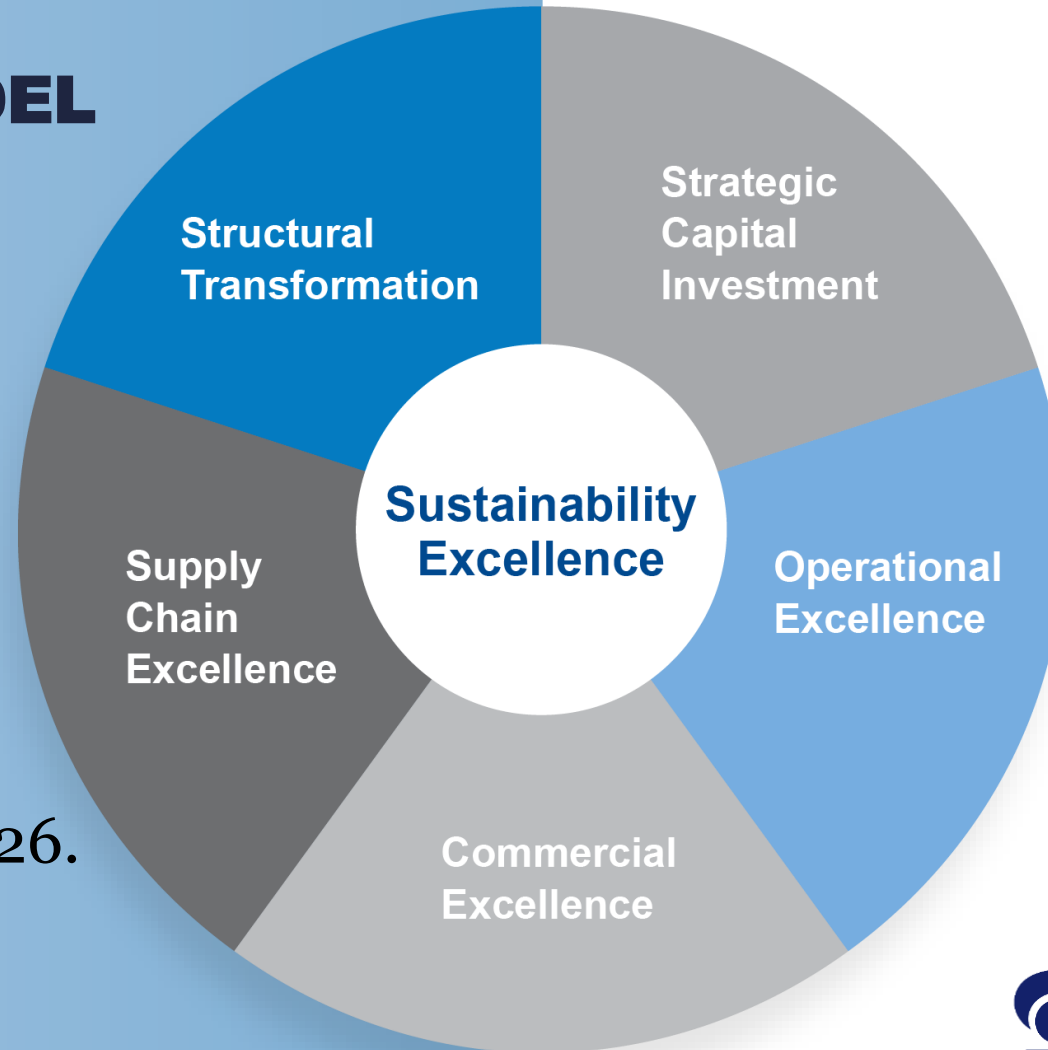 DEL
Structural
Transformation
Strategic
Capital
Investment
Sustainability
Excellence
Supply
Chain
Excellence
Operational
Excellence
26.
Commercial
Excellence